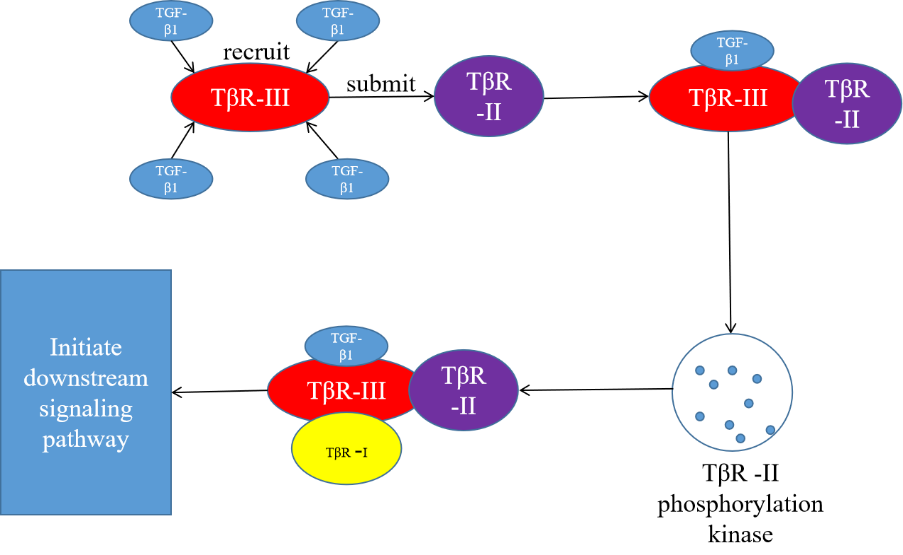 TGF-
β1
TGF-
β1
recruit
TβR-III
submit
TβR
-II
TGF-
β1
TGF-
β1
TGF-
β1
TβR-III
TβR
-II
TβR -II
phosphorylation
kinase
TGF-
β1
TβR-III
TβR
-II
TβR -I
Initiate
downstream
signaling
pathway